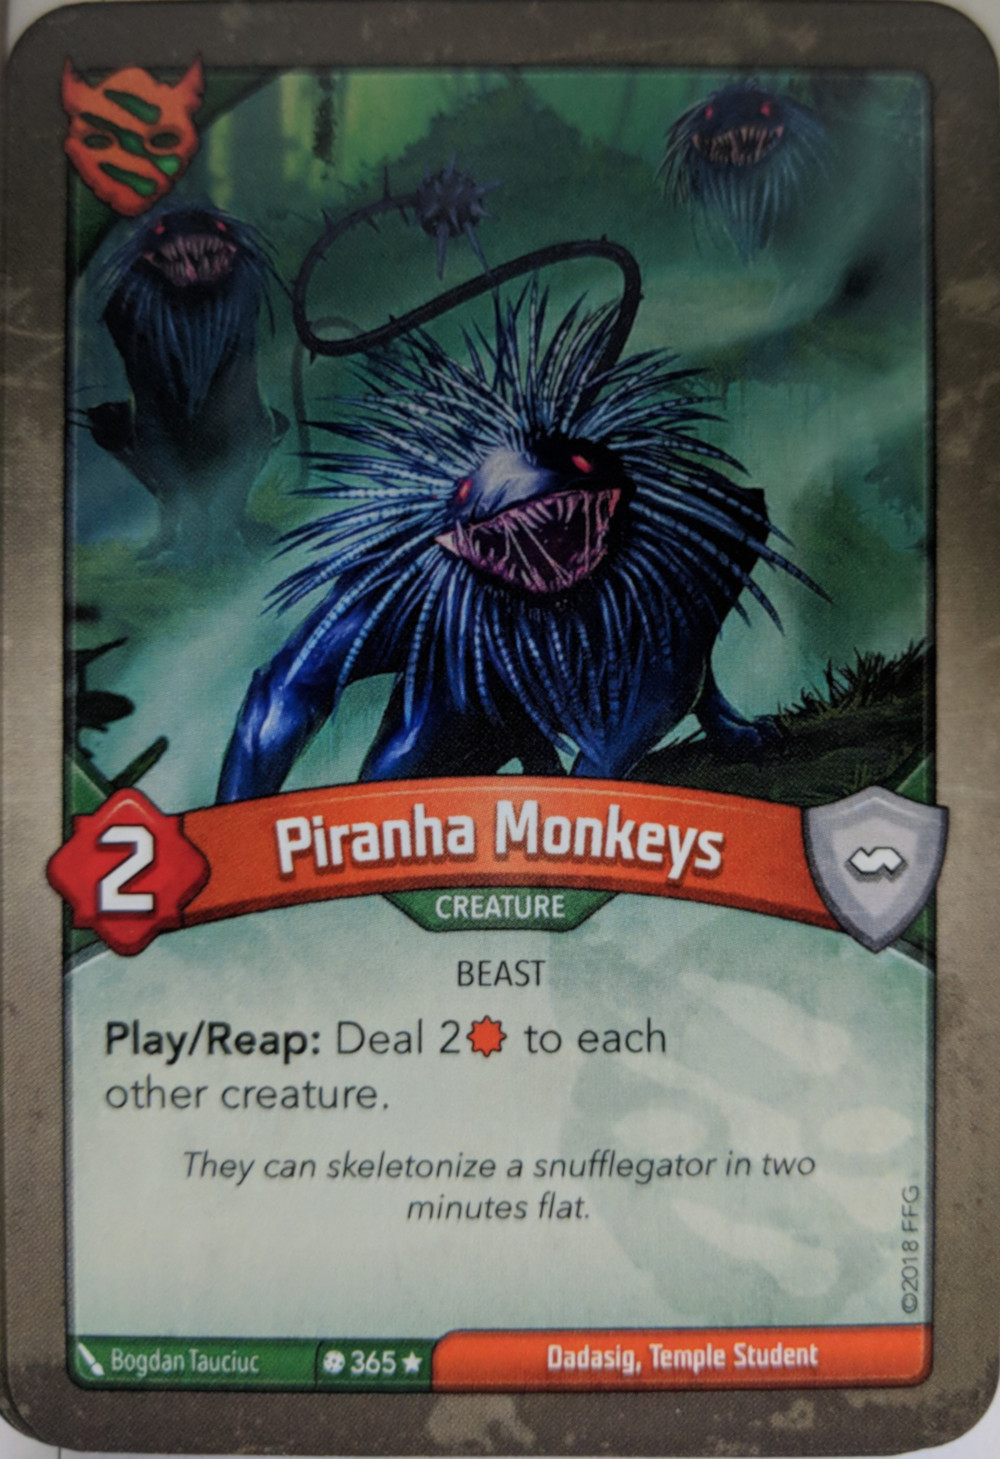 2
Piranha Monkeys
CREATURE
BEAST
Play/Reap: Deal 2 to each
other creature.
They can skeletonize a snufflegator in two
minutes flat.
©2018 FFG
Bogdan Tauciuc
365
Dadasig, Temple Student